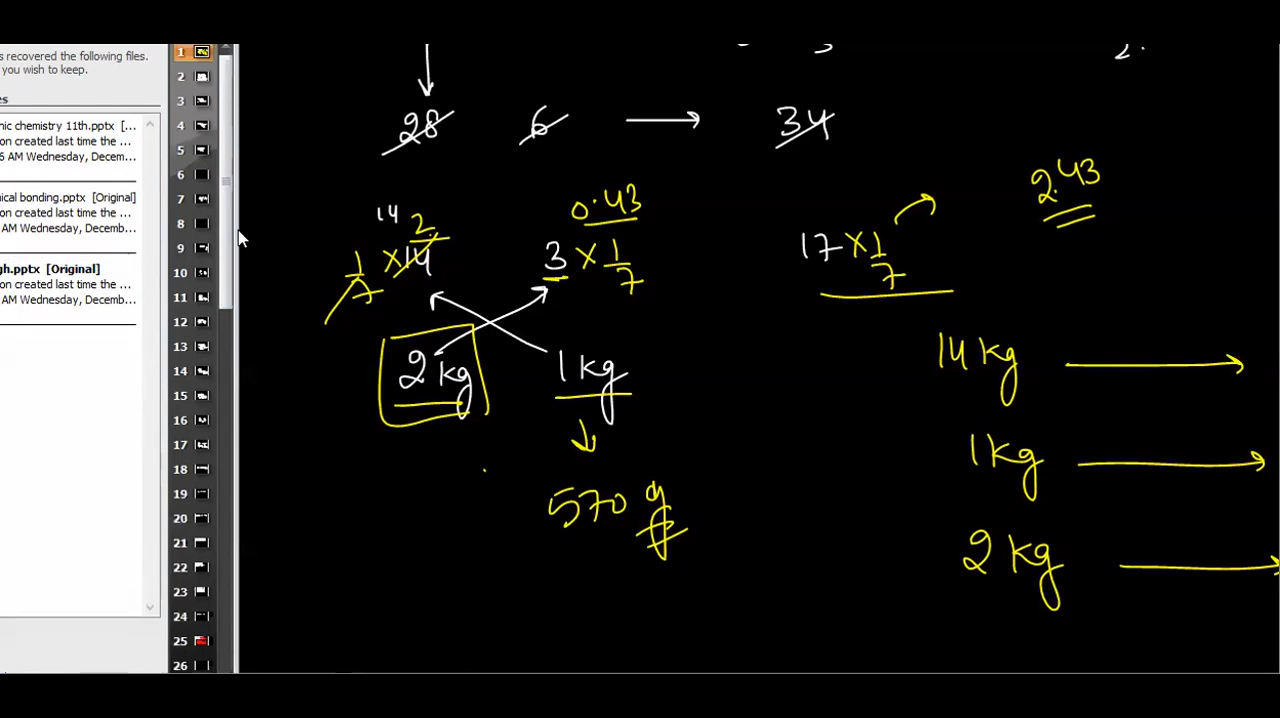 s recovered the following files.
you wish to keep.
es
nic chemistry 11th.pptx [...
on created last time the ...
6 AM Wednesday, Decem...
nical bonding.pptx [Original]
on created last time the ...
AM Wednesday, Decem...
gh.pptx [Original]
on created last time the ...
AM Wednesday, Decem...
1
2
3
4
5
6
7
8
9
10
11
12
13
14
15
16
17
18
19
20
21
22
23
24
25
26
28 6 → 34
14 2 0.43 2.43
1/7 × 14 3 × 1/7 17 × 1/7
2 kg 1 kg
14 kg
1 kg
570 g
2 kg